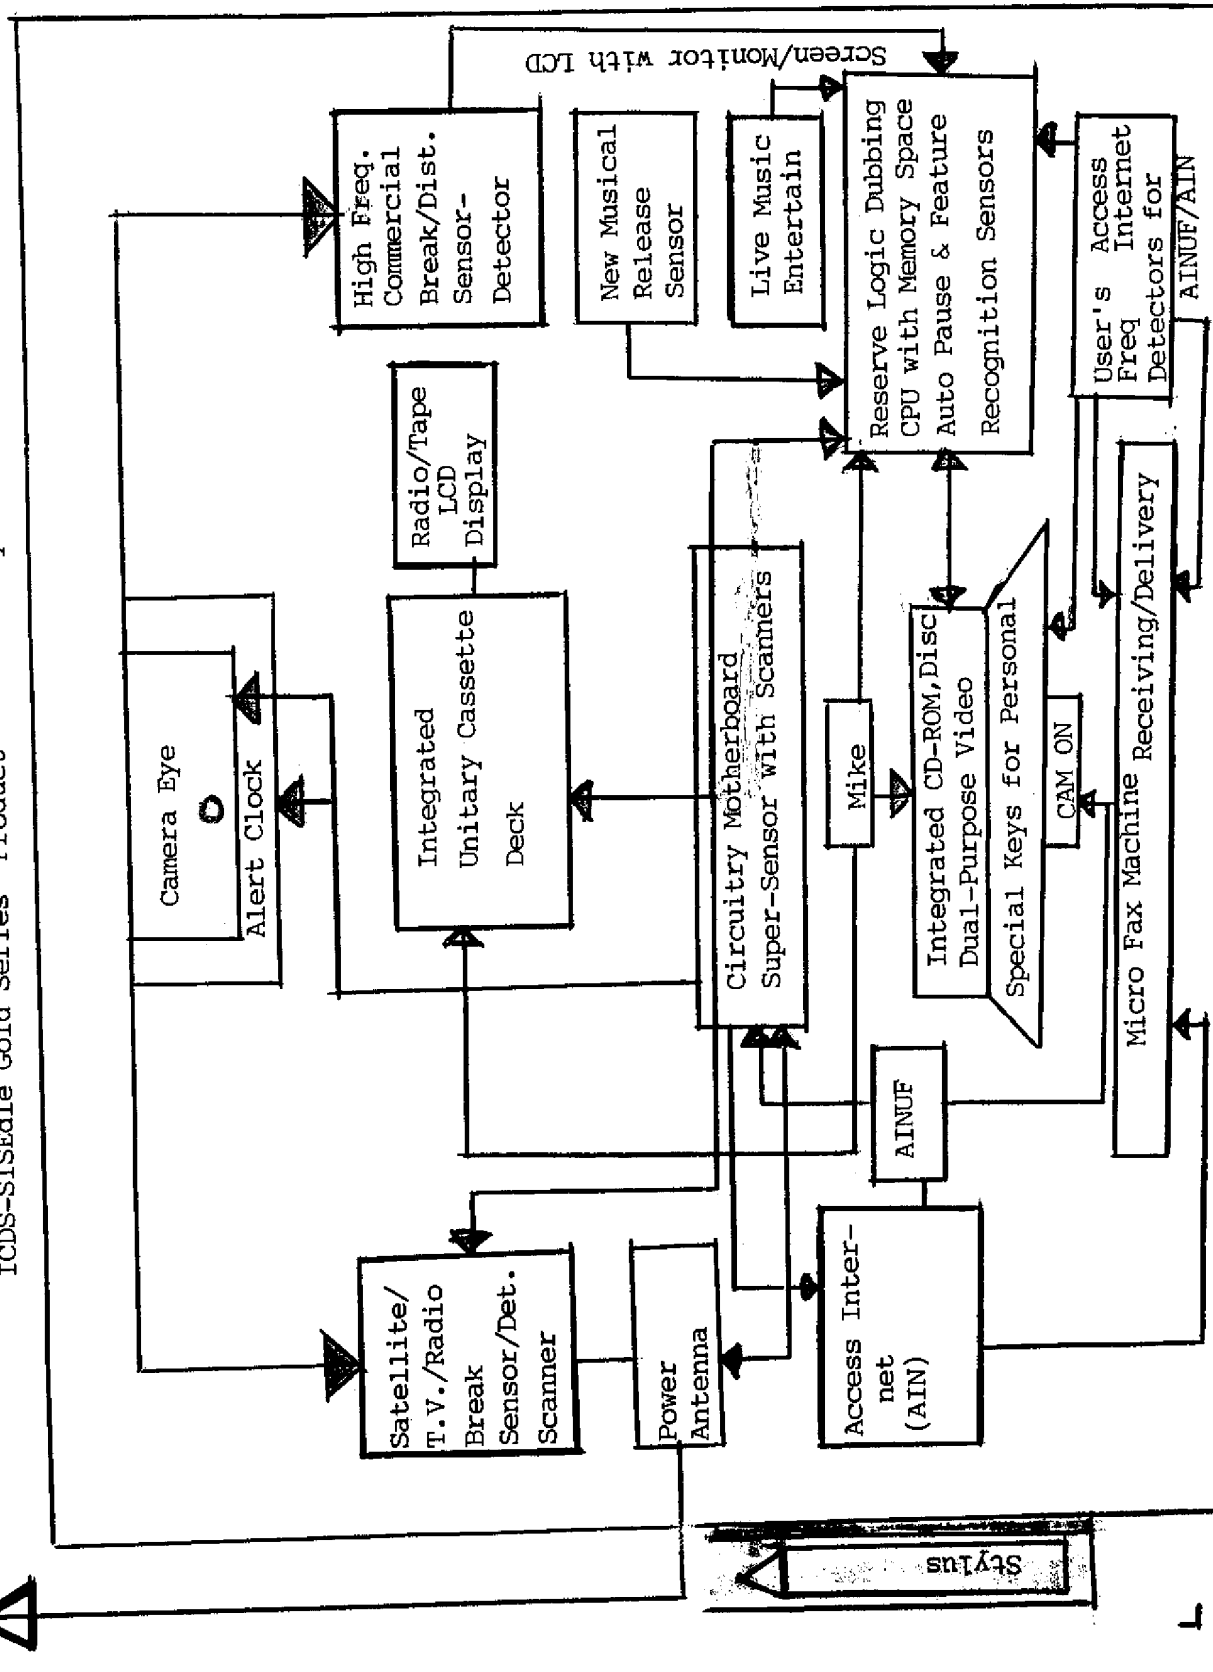 ICDS-SisEdie Gold Series Product
Camera Eye
Alert Clock
High Freq.
Commercial
Break/Dist.
Sensor-
Detector
Satellite/
T.V./Radio
Break
Sensor/Det.
Scanner
Integrated
Unitary Cassette
Deck
Radio/Tape
LCD
Display
New Musical
Release
Sensor
Screen/Monitor with LCD
Power
Antenna
Circuitry Motherboard
Super-Sensor with Scanners
Live Music
Entertain
Mike
Reserve Logic Dubbing
CPU with Memory Space
Auto Pause & Feature
Recognition Sensors
Access Inter-
net
(AIN)
AINUF
Integrated CD-ROM,Disc
Dual-Purpose Video
Special Keys for Personal
CAM ON
User's Access
Freq Internet
Detectors for
AINUF/AIN
Micro Fax Machine Receiving/Delivery
Stylus